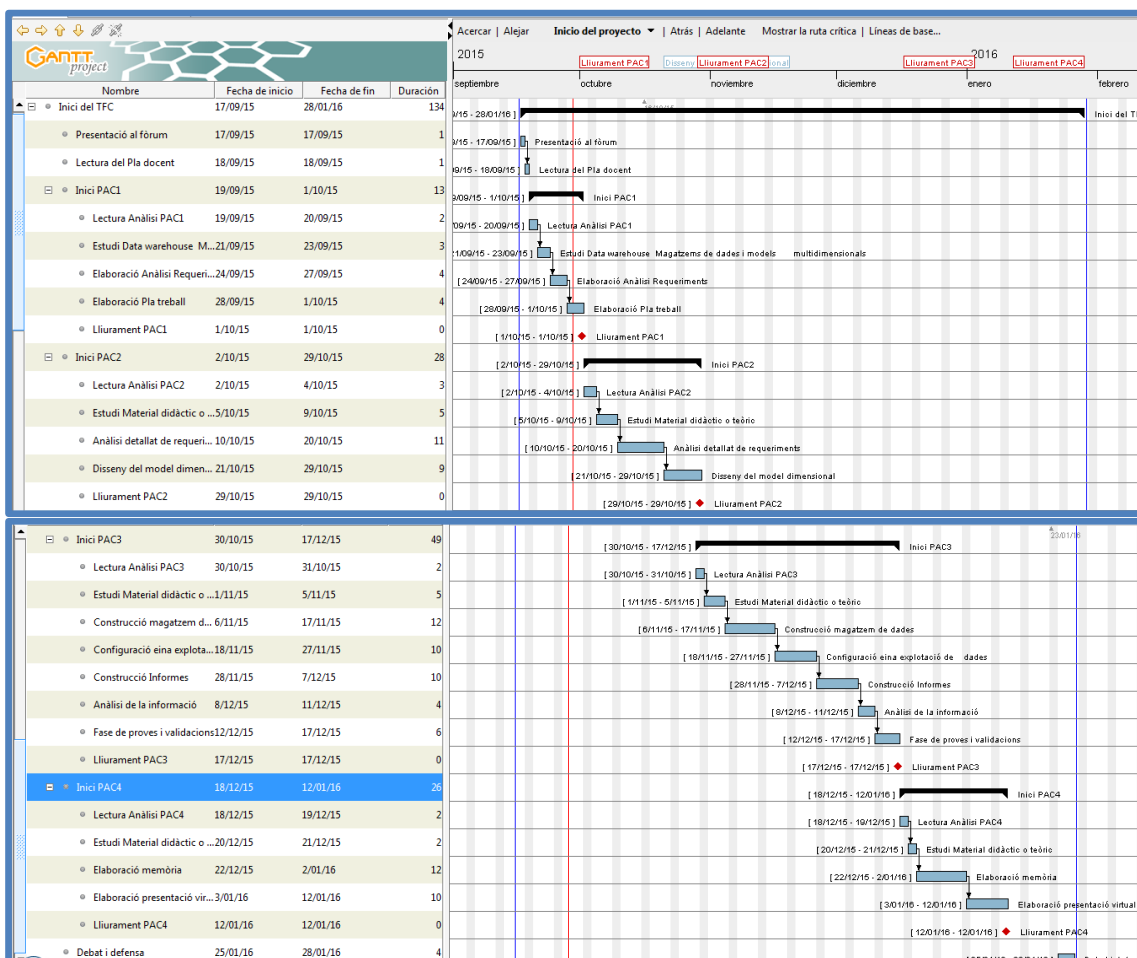 Acercar | Alejar Inicio del proyecto | Atrás | Adelante Mostrar la ruta crítica | Líneas de base...
GANTT project
2015 2016
Lliurament PAC1 Disseny Lliurament PAC2 ional Lliurament PAC3 Lliurament PAC4
Nombre Fecha de inicio Fecha de fin Duración septiembre octubre noviembre diciembre enero febrero
Inici del TFC 17/09/15 28/01/16 134 /15 - 28/01/16 ] Inici del T
Presentació al fòrum 17/09/15 17/09/15 1 /15 - 17/09/15 ] Presentació al fòrum
Lectura del Pla docent 18/09/15 18/09/15 1 9/15 - 18/09/15 ] Lectura del Pla docent
Inici PAC1 19/09/15 1/10/15 13 /09/15 - 1/10/15 ] Inici PAC1
Lectura Anàlisi PAC1 19/09/15 20/09/15 2 /09/15 - 20/09/15 ] Lectura Anàlisi PAC1
Estudi Data warehouse M... 21/09/15 23/09/15 3 1/09/15 - 23/09/15 ] Estudi Data warehouse Magatzems de dades i models multidimensionals
Elaboració Anàlisi Requeri... 24/09/15 27/09/15 4 [ 24/09/15 - 27/09/15 ] Elaboració Anàlisi Requeriments
Elaboració Pla treball 28/09/15 1/10/15 4 [ 28/09/15 - 1/10/15 ] Elaboració Pla treball
Lliurament PAC1 1/10/15 1/10/15 0 [ 1/10/15 - 1/10/15 ] Lliurament PAC1
Inici PAC2 2/10/15 29/10/15 28 [ 2/10/15 - 29/10/15 ] Inici PAC2
Lectura Anàlisi PAC2 2/10/15 4/10/15 3 [ 2/10/15 - 4/10/15 ] Lectura Anàlisi PAC2
Estudi Material didàctic o ... 5/10/15 9/10/15 5 [ 5/10/15 - 9/10/15 ] Estudi Material didàctic o teòric
Anàlisi detallat de requeri... 10/10/15 20/10/15 11 [ 10/10/15 - 20/10/15 ] Anàlisi detallat de requeriments
Disseny del model dimen... 21/10/15 29/10/15 9 [ 21/10/15 - 29/10/15 ] Disseny del model dimensional
Lliurament PAC2 29/10/15 29/10/15 0 [ 29/10/15 - 29/10/15 ] Lliurament PAC2
23/01/16
Inici PAC3 30/10/15 17/12/15 49 [ 30/10/15 - 17/12/15 ] Inici PAC3
Lectura Anàlisi PAC3 30/10/15 31/10/15 2 [ 30/10/15 - 31/10/15 ] Lectura Anàlisi PAC3
Estudi Material didàctic o ... 1/11/15 5/11/15 5 [ 1/11/15 - 5/11/15 ] Estudi Material didàctic o teòric
Construcció magatzem d... 6/11/15 17/11/15 12 [ 6/11/15 - 17/11/15 ] Construcció magatzem de dades
Configuració eina explota... 18/11/15 27/11/15 10 [ 18/11/15 - 27/11/15 ] Configuració eina explotació de dades
Construcció Informes 28/11/15 7/12/15 10 [ 28/11/15 - 7/12/15 ] Construcció Informes
Anàlisi de la informació 8/12/15 11/12/15 4 [ 8/12/15 - 11/12/15 ] Anàlisi de la informació
Fase de proves i validacions 12/12/15 17/12/15 6 [ 12/12/15 - 17/12/15 ] Fase de proves i validacions
Lliurament PAC3 17/12/15 17/12/15 0 [ 17/12/15 - 17/12/15 ] Lliurament PAC3
Inici PAC4 18/12/15 12/01/16 26 [ 18/12/15 - 12/01/16 ] Inici PAC4
Lectura Anàlisi PAC4 18/12/15 19/12/15 2 [ 18/12/15 - 19/12/15 ] Lectura Anàlisi PAC4
Estudi Material didàctic o ... 20/12/15 21/12/15 2 [ 20/12/15 - 21/12/15 ] Estudi Material didàctic o teòric
Elaboració memòria 22/12/15 2/01/16 12 [ 22/12/15 - 2/01/16 ] Elaboració memòria
Elaboració presentació vir... 3/01/16 12/01/16 10 [ 3/01/16 - 12/01/16 ] Elaboració presentació virtual
Lliurament PAC4 12/01/16 12/01/16 0 [ 12/01/16 - 12/01/16 ] Lliurament PAC4
Debat i defensa 25/01/16 28/01/16 4